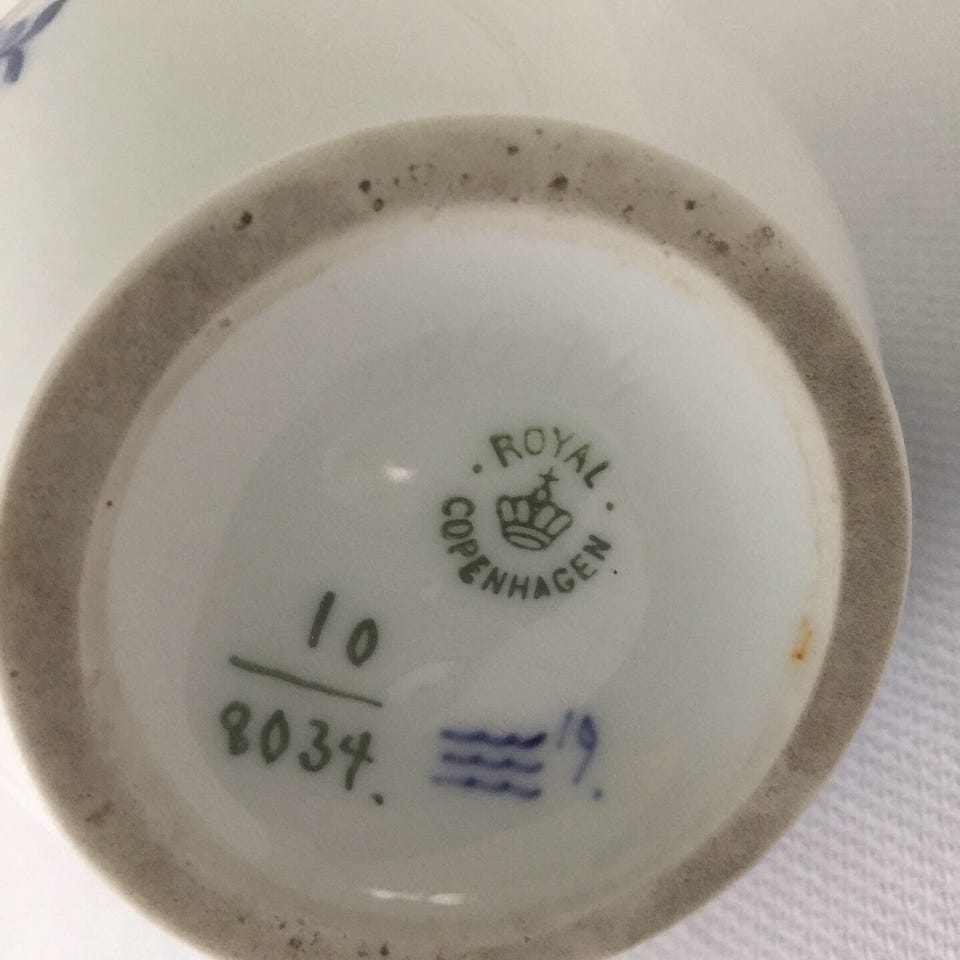 ROYAL
COPENHAGEN
10
8034.
19.